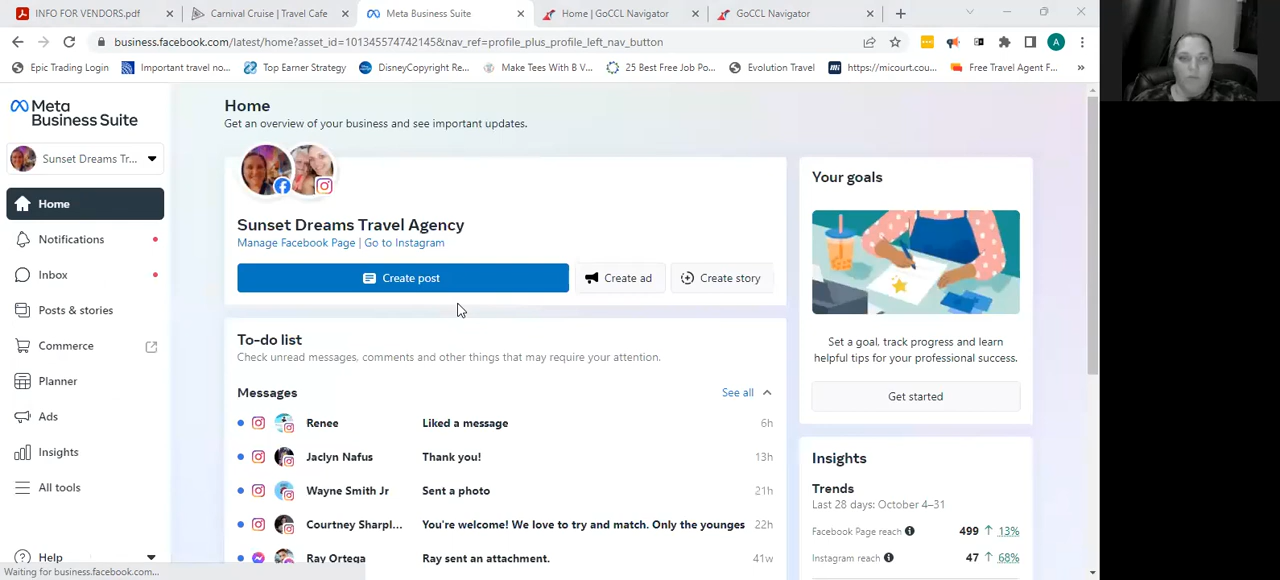 INFO FOR VENDORS.pdf
Carnival Cruise | Travel Cafe
Meta Business Suite
Home | GoCCL Navigator
GoCCL Navigator
business.facebook.com/latest/home?asset_id=101345574742145&nav_ref=profile_plus_profile_left_nav_button
A
Epic Trading Login
Important travel no...
Top Earner Strategy
DisneyCopyright Re...
Make Tees With B V...
25 Best Free Job Po...
Evolution Travel
https://micourt.cou...
Free Travel Agent F...
»
Meta
Business Suite
Sunset Dreams Tr...
Home
Notifications
Inbox
Posts & stories
Commerce
Planner
Ads
Insights
All tools
Help
Waiting for business.facebook.com...
Home
Get an overview of your business and see important updates.
Sunset Dreams Travel Agency
Manage Facebook Page | Go to Instagram
Create post
Create ad
Create story
To-do list
Check unread messages, comments and other things that may require your attention.
Messages
See all
Renee Liked a message 6h
Jaclyn Nafus Thank you! 13h
Wayne Smith Jr Sent a photo 21h
Courtney Sharpl... You're welcome! We love to try and match. Only the younges 22h
Ray Ortega Ray sent an attachment. 41w
Your goals
Set a goal, track progress and learn
helpful tips for your professional success.
Get started
Insights
Trends
Last 28 days: October 4–31
Facebook Page reach 499 ↑ 13%
Instagram reach 47 ↑ 68%